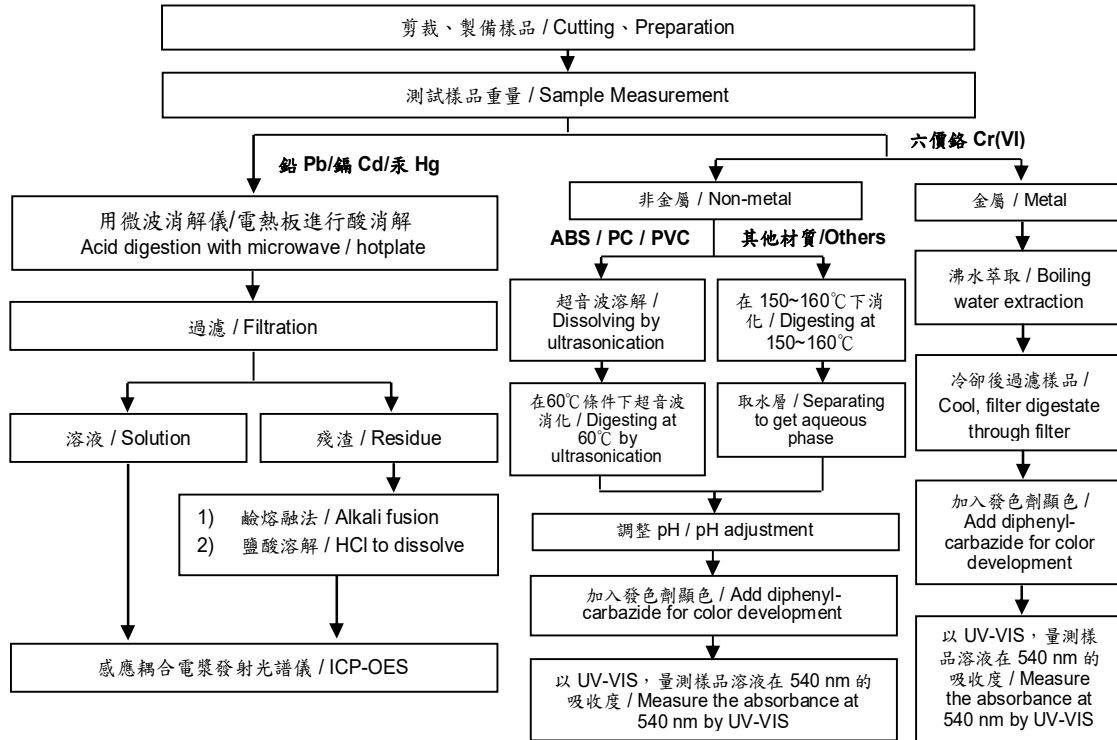 剪裁、製備樣品 / Cutting、Preparation
測試樣品重量 / Sample Measurement
鉛 Pb/鎘 Cd/汞 Hg
六價鉻 Cr(VI)
用微波消解儀/電熱板進行酸消解
Acid digestion with microwave / hotplate
過濾 / Filtration
溶液 / Solution
殘渣 / Residue
1) 鹼熔融法 / Alkali fusion
2) 鹽酸溶解 / HCl to dissolve
感應耦合電漿發射光譜儀 / ICP-OES
非金屬 / Non-metal
ABS / PC / PVC
其他材質/Others
超音波溶解 /
Dissolving by
ultrasonication
在 150~160℃下消
化 / Digesting at
150~160℃
在60℃條件下超音波
消化 / Digesting at
60℃ by
ultrasonication
取水層 / Separating
to get aqueous
phase
調整 pH / pH adjustment
加入發色劑顯色 / Add diphenyl-
carbazide for color development
以 UV-VIS，量測樣品溶液在 540 nm 的
吸收度 / Measure the absorbance at
540 nm by UV-VIS
金屬 / Metal
沸水萃取 / Boiling
water extraction
冷卻後過濾樣品 /
Cool, filter digestate
through filter
加入發色劑顯色 /
Add diphenyl-
carbazide for color
development
以 UV-VIS，量測樣
品溶液在 540 nm 的
吸收度 / Measure
the absorbance at
540 nm by UV-VIS